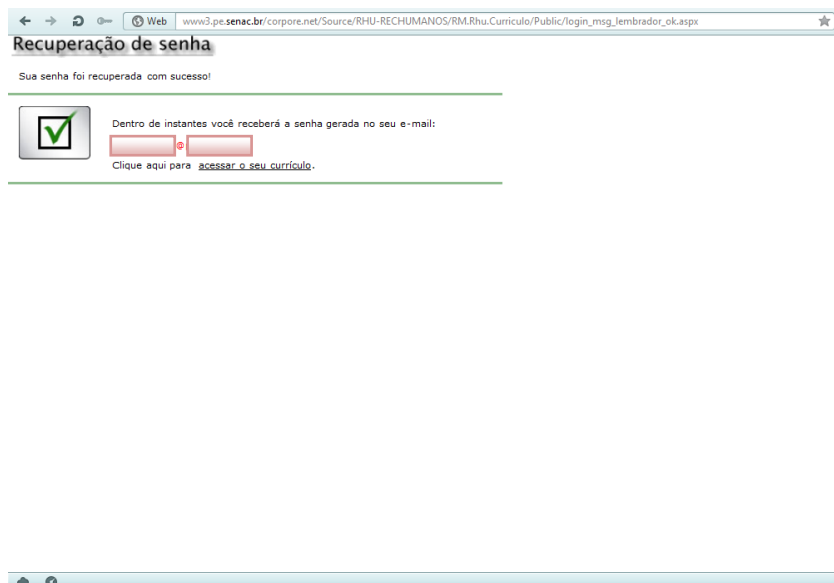 Web www3.pe.senac.br/corpore.net/Source/RHU-RECHUMANOS/RM.Rhu.Curriculo/Public/login_msg_lembrador_ok.aspx
Recuperação de senha
Sua senha foi recuperada com sucesso!
Dentro de instantes você receberá a senha gerada no seu e-mail:
@
Clique aqui para acessar o seu currículo.